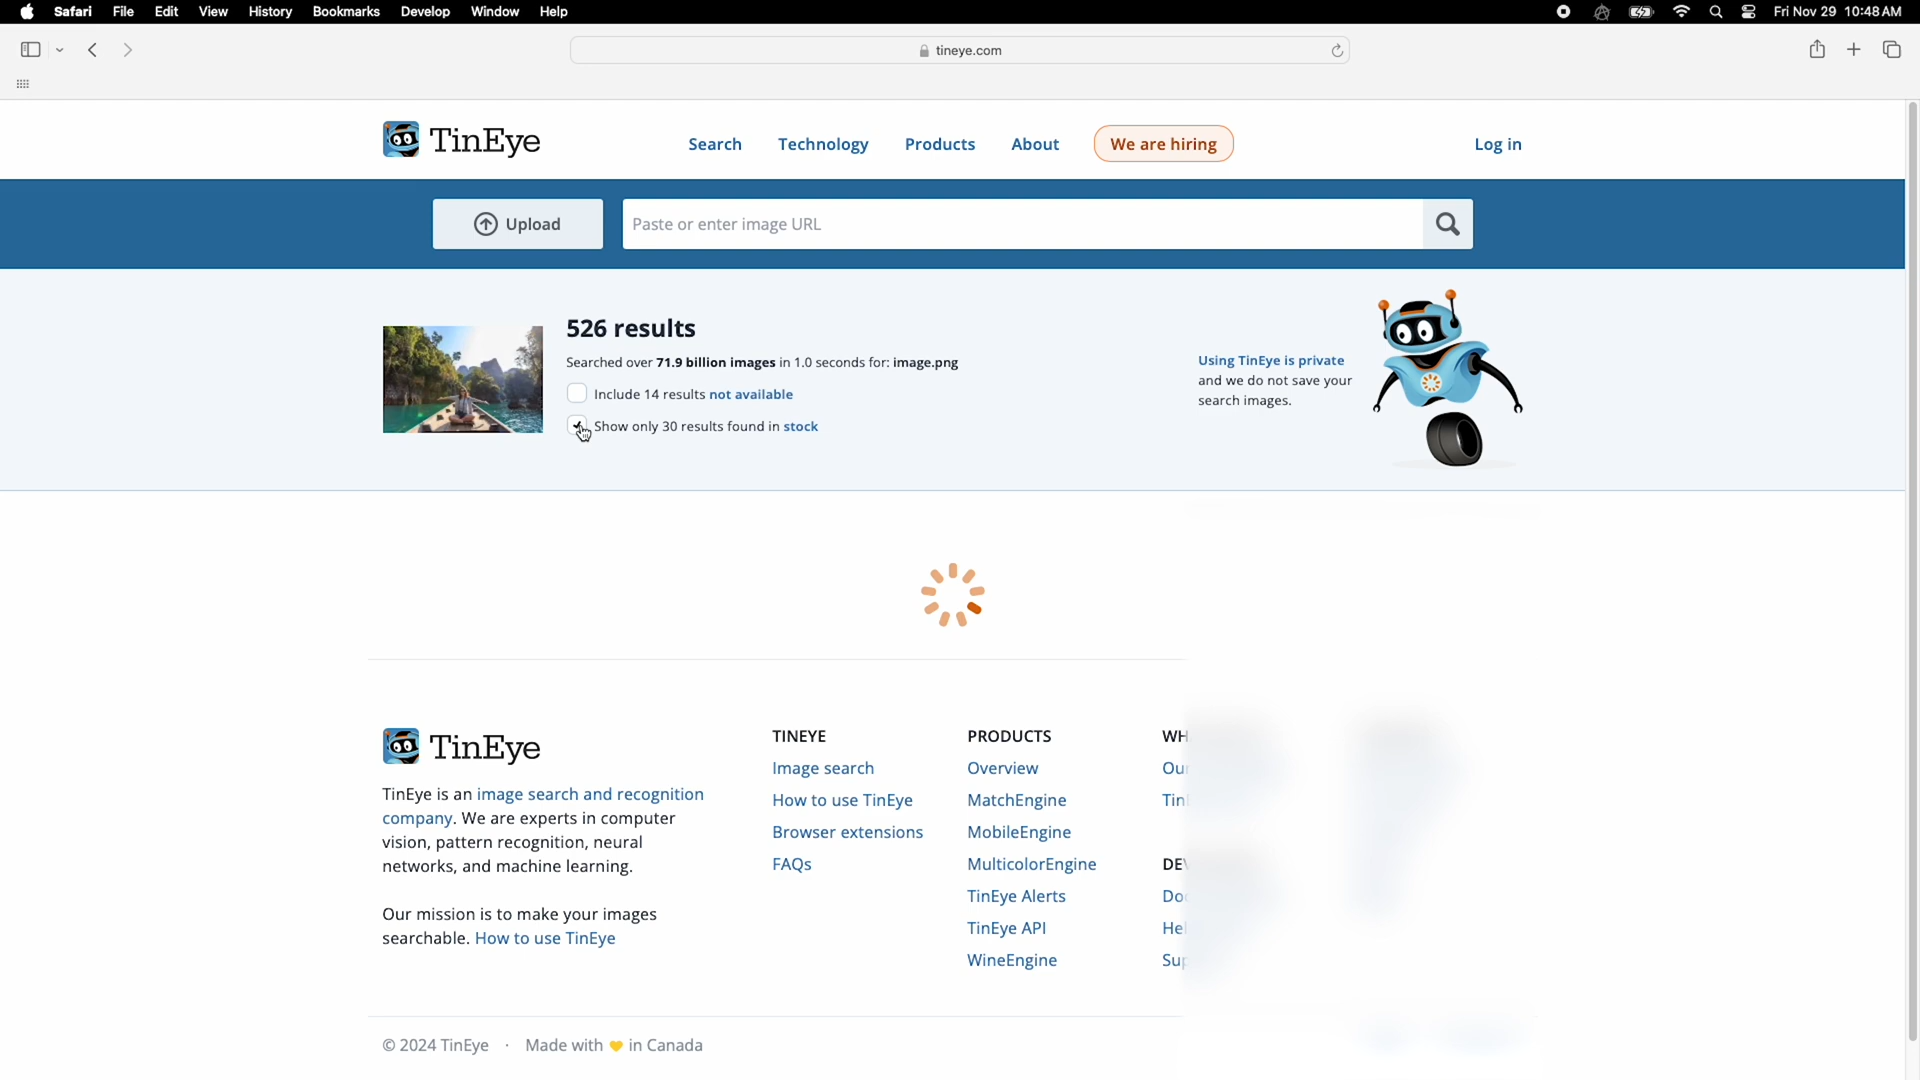 Safari File Edit View History Bookmarks Develop Window Help Fri Nov 29 10:48 AM
tineye.com
TinEye Search Technology Products About We are hiring Log in
Upload Paste or enter image URL
526 results
Searched over 71.9 billion images in 1.0 seconds for: image.png
Include 14 results not available
Show only 30 results found in stock
Using TinEye is private
and we do not save your
search images.
TinEye
TinEye is an image search and recognition
company. We are experts in computer
vision, pattern recognition, neural
networks, and machine learning.
Our mission is to make your images
searchable. How to use TinEye
TINEYE
Image search
How to use TinEye
Browser extensions
FAQs
PRODUCTS
Overview
MatchEngine
MobileEngine
MulticolorEngine
TinEye Alerts
TinEye API
WineEngine
© 2024 TinEye · Made with 💛 in Canada